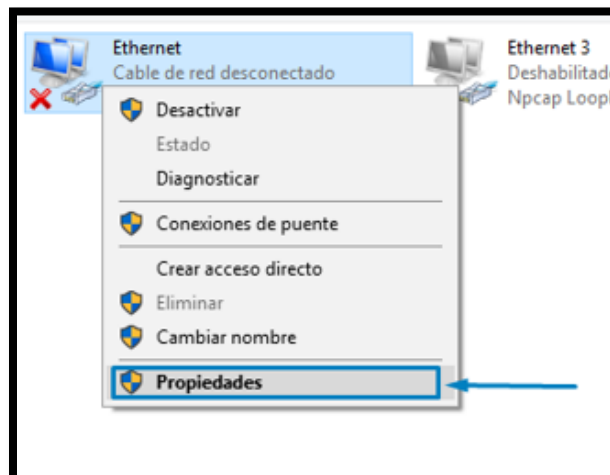 Ethernet
Cable de red desconectado
Ethernet 3
Deshabilitado
Npcap Loop
Desactivar
Estado
Diagnosticar
Conexiones de puente
Crear acceso directo
Eliminar
Cambiar nombre
Propiedades